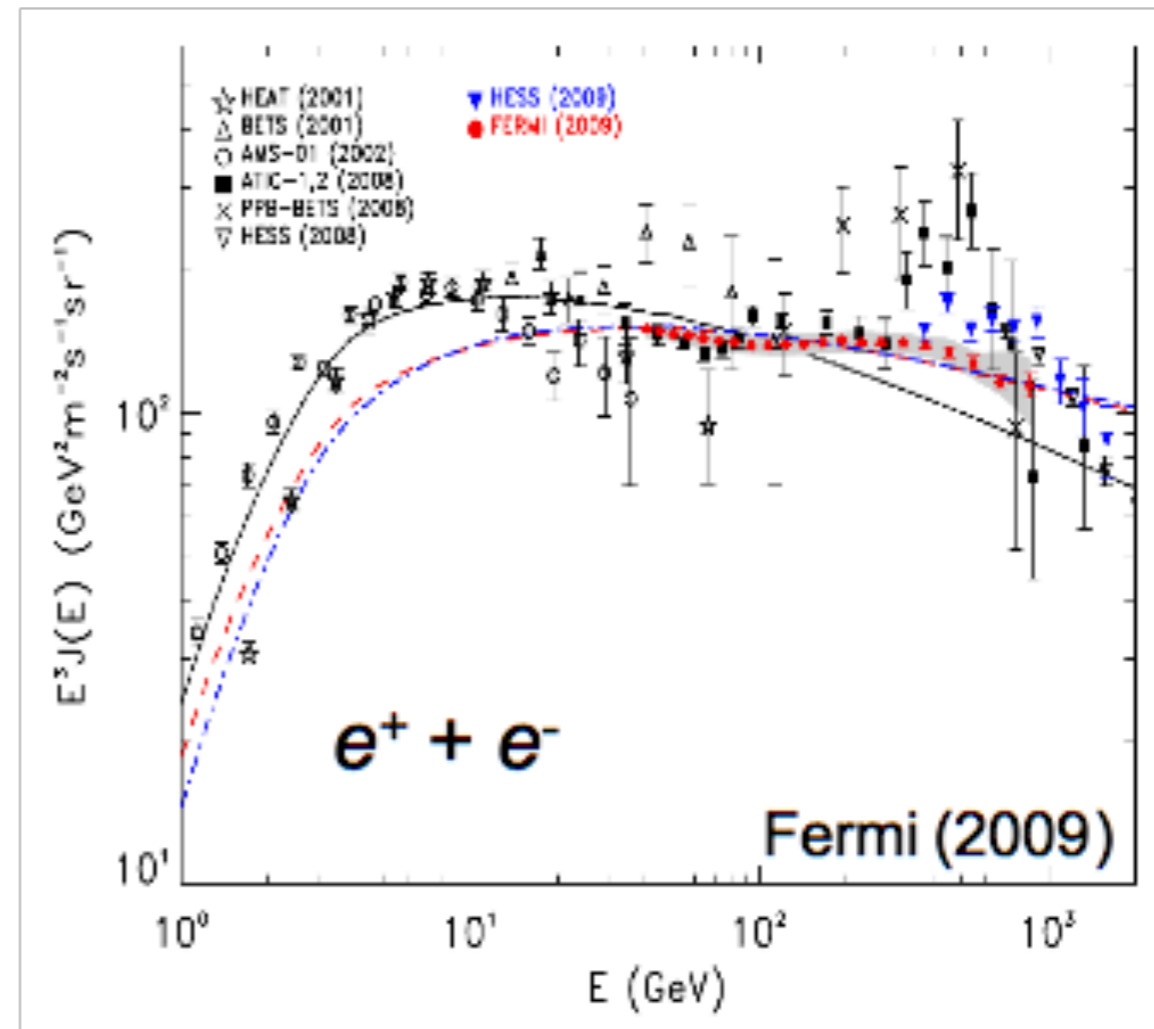 HEAT (2001)
BETS (2001)
AMS-01 (2002)
ATIC-1,2 (2008)
PPB-BETS (2008)
HESS (2008)
HESS (2009)
FERMI (2009)
E³J(E) (GeV²m⁻²s⁻¹sr⁻¹)
10²
10¹
e⁺ + e⁻
Fermi (2009)
10⁰ 10¹ 10² 10³
E (GeV)